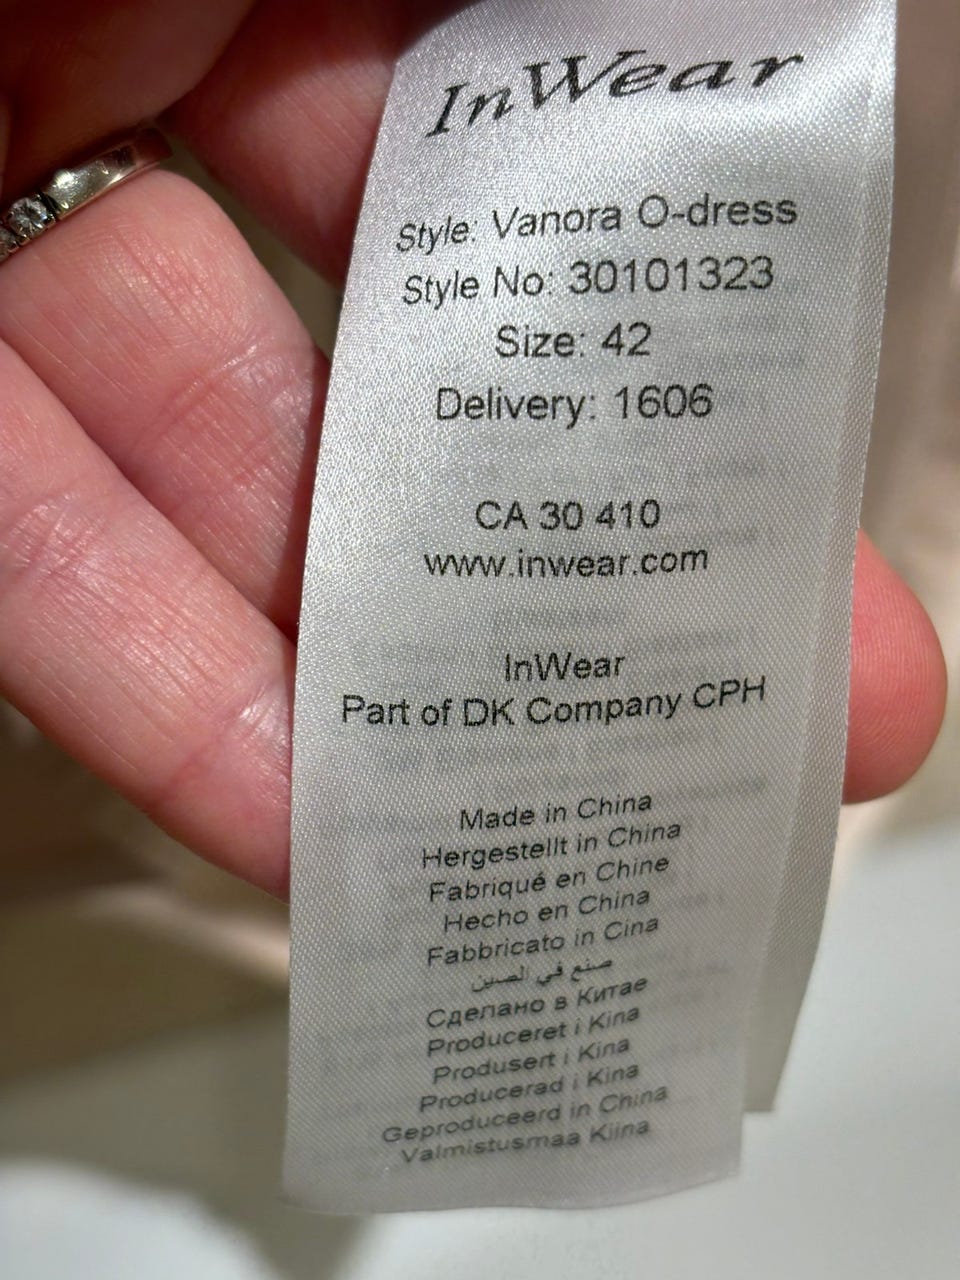 InWear
Style: Vanora O-dress
Style No: 30101323
Size: 42
Delivery: 1606
CA 30 410
www.inwear.com
InWear
Part of DK Company CPH
Made in China
Hergestellt in China
Fabriqué en Chine
Hecho en China
Fabbricato in Cina
صنع في الصين
Сделано в Китае
Produceret i Kina
Produsert i Kina
Producerad i Kina
Geproduceerd in China
Valmistusmaa Kiina